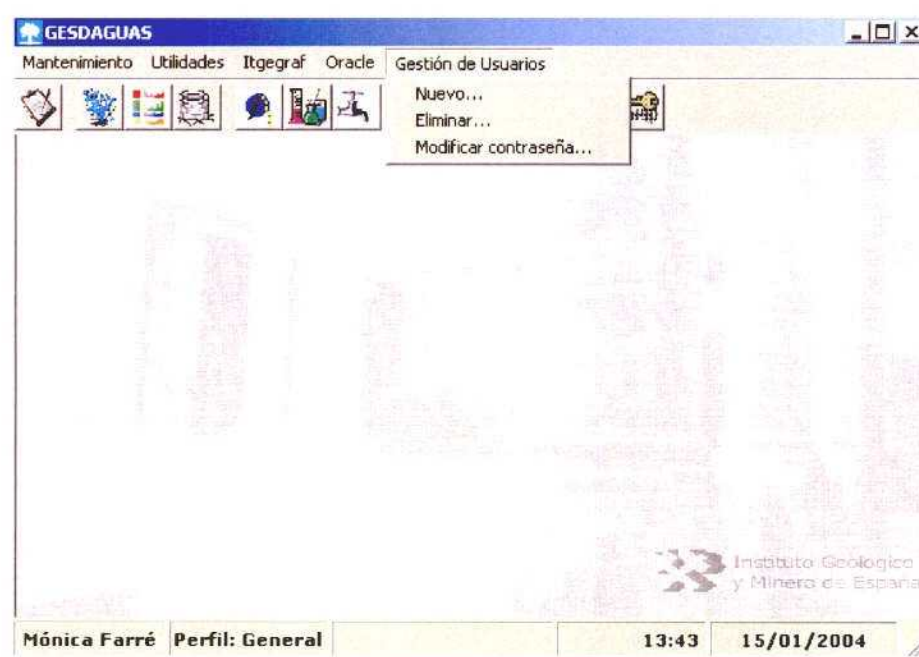 GESDAGUAS
Mantenimiento Utilidades Itgegraf Oracle Gestión de Usuarios
Nuevo...
Eliminar...
Modificar contraseña...
Instituto Geologico
y Minero de España
Mónica Farré Perfil: General 13:43 15/01/2004